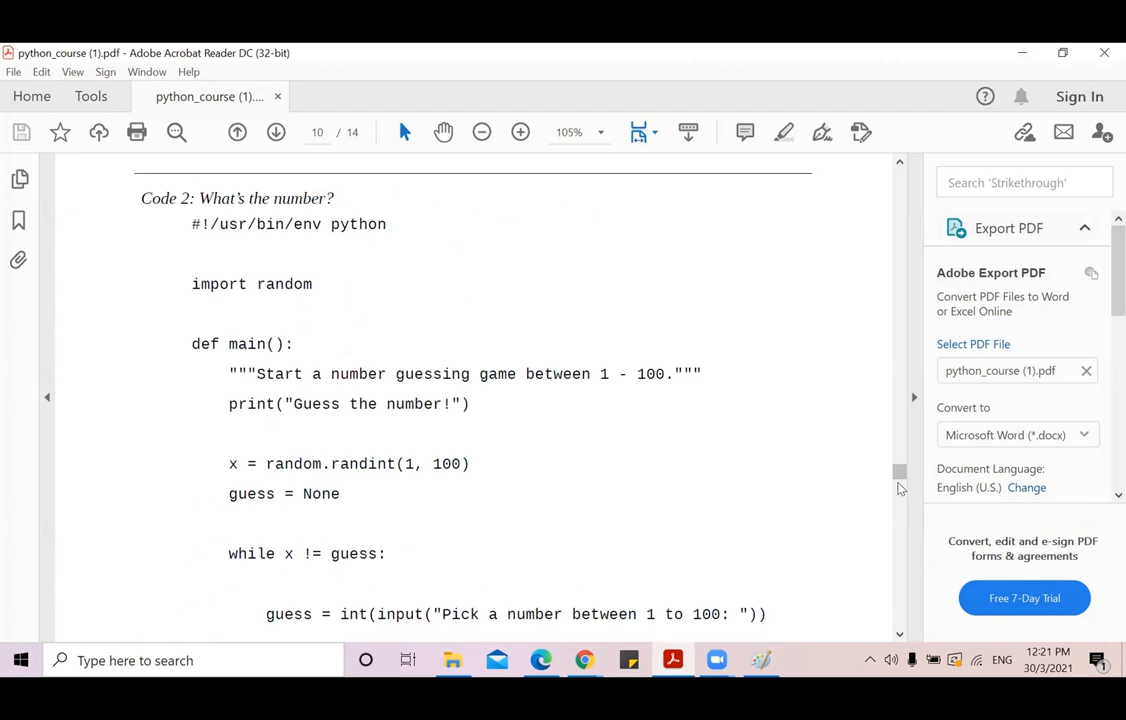 python_course (1).pdf - Adobe Acrobat Reader DC (32-bit)
File Edit View Sign Window Help
Home Tools python_course (1).... × Sign In
10 / 14 105%
Code 2: What's the number?
#!/usr/bin/env python
import random
def main():
"""Start a number guessing game between 1 - 100."""
print("Guess the number!")
x = random.randint(1, 100)
guess = None
while x != guess:
guess = int(input("Pick a number between 1 to 100: "))
Search 'Strikethrough'
Export PDF
Adobe Export PDF
Convert PDF Files to Word
or Excel Online
Select PDF File
python_course (1).pdf
Convert to
Microsoft Word (*.docx)
Document Language:
English (U.S.) Change
Convert, edit and e-sign PDF
forms & agreements
Free 7-Day Trial
Type here to search
ENG
12:21 PM
30/3/2021
1